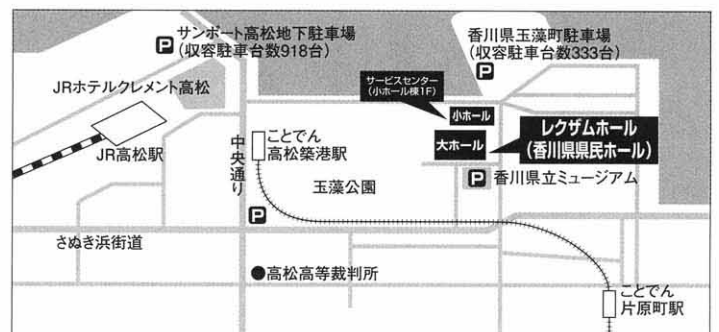 サンポート高松地下駐車場
P (収容駐車台数918台)
香川県玉藻町駐車場
(収容駐車台数333台)
P
JRホテルクレメント高松
サービスセンター
(小ホール棟1F)
小ホール
大ホール
レクザムホール
(香川県県民ホール)
JR高松駅
中央通り
ことでん
高松築港駅
玉藻公園
P 香川県立ミュージアム
P
さぬき浜街道
●高松高等裁判所
ことでん
片原町駅